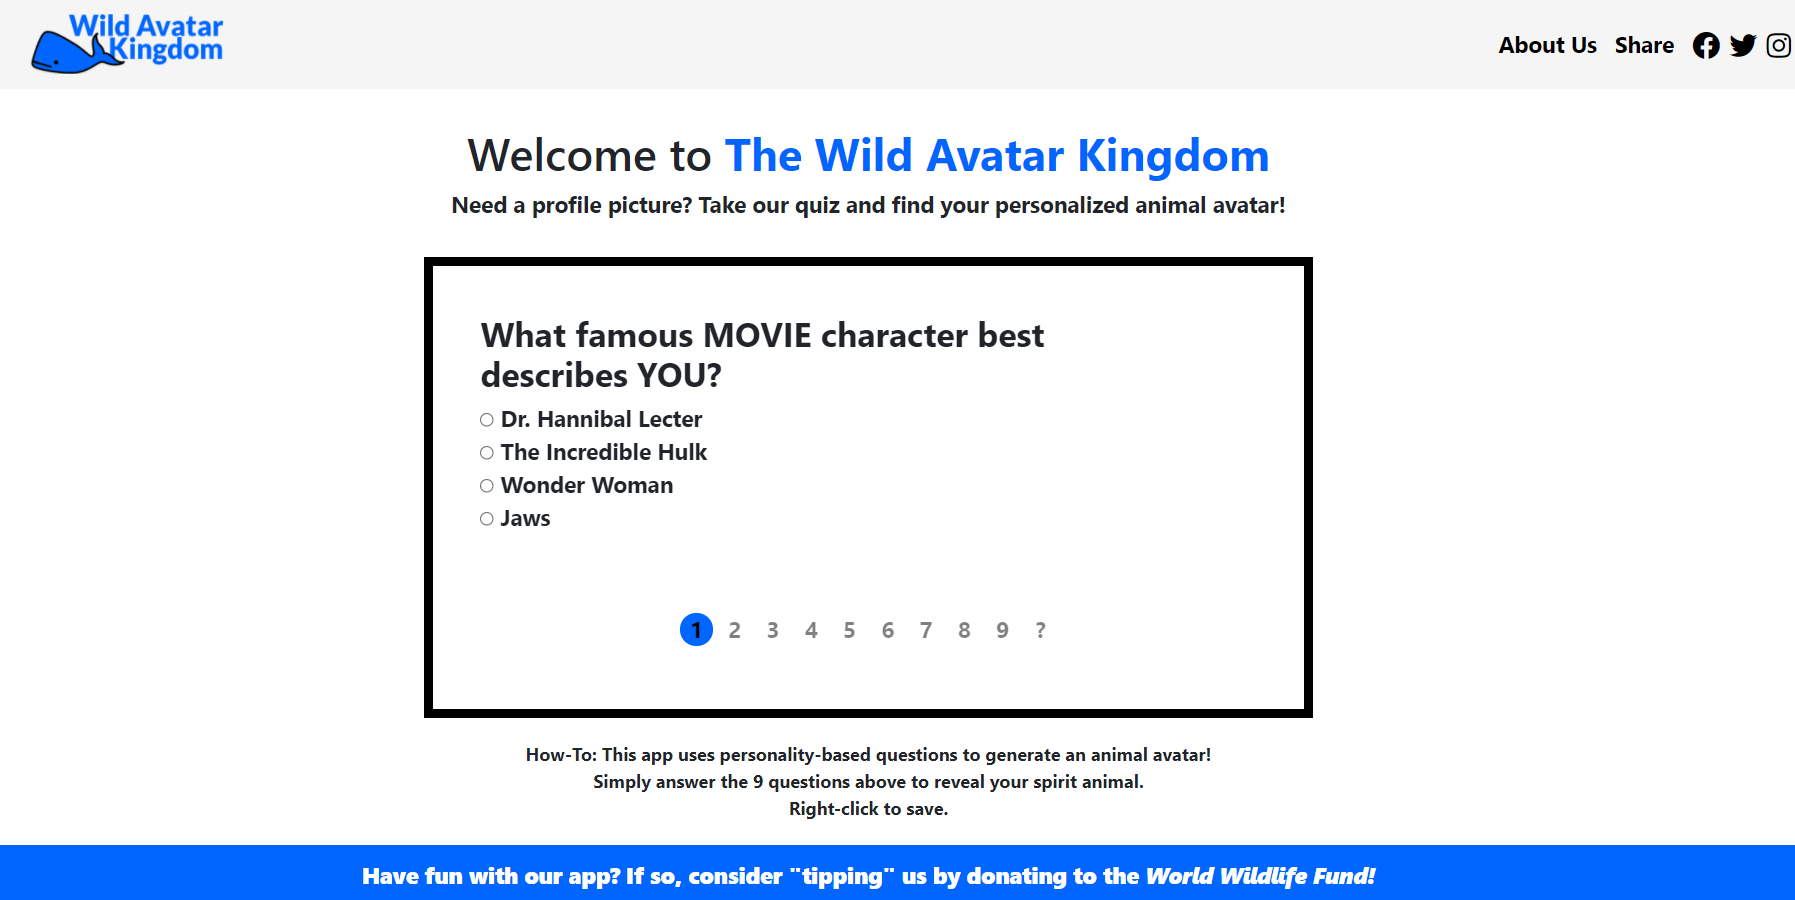 Wild Avatar
Kingdom
About Us Share
Welcome to The Wild Avatar Kingdom
Need a profile picture? Take our quiz and find your personalized animal avatar!
What famous MOVIE character best
describes YOU?
Dr. Hannibal Lecter
The Incredible Hulk
Wonder Woman
Jaws
1 2 3 4 5 6 7 8 9 ?
How-To: This app uses personality-based questions to generate an animal avatar!
Simply answer the 9 questions above to reveal your spirit animal.
Right-click to save.
Have fun with our app? If so, consider "tipping" us by donating to the World Wildlife Fund!